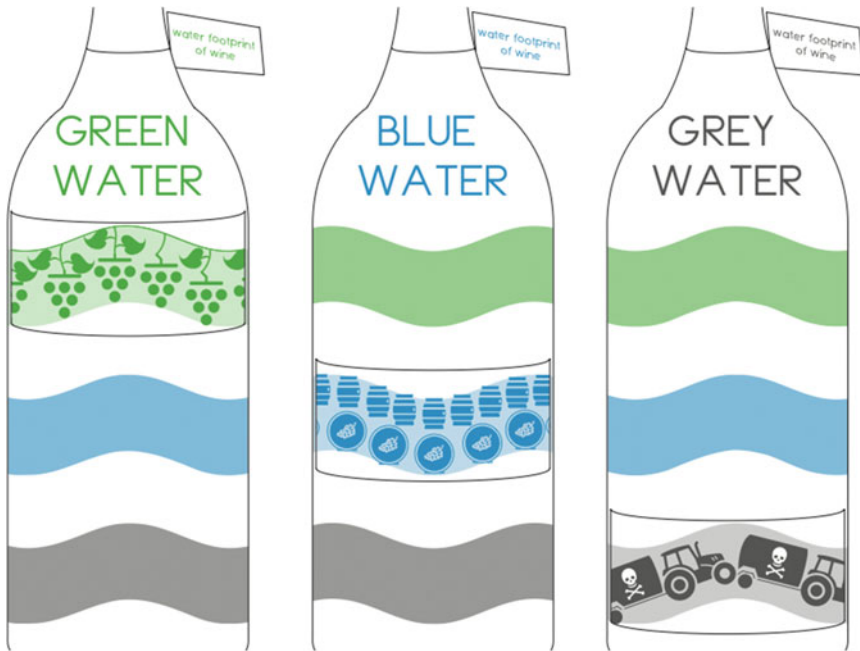 water footprint
of wine
GREEN
WATER
water footprint
of wine
BLUE
WATER
water footprint
of wine
GREY
WATER